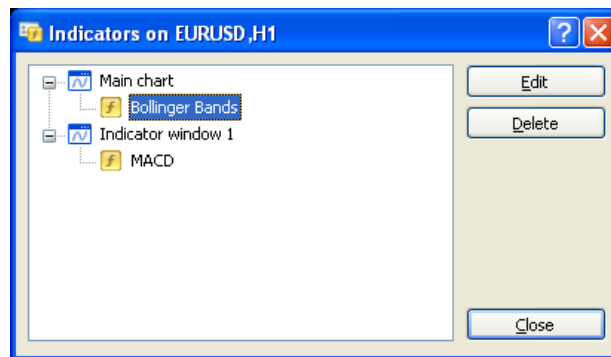 Indicators on EURUSD,H1
?
Main chart
Bollinger Bands
Indicator window 1
MACD
Edit
Delete
Close